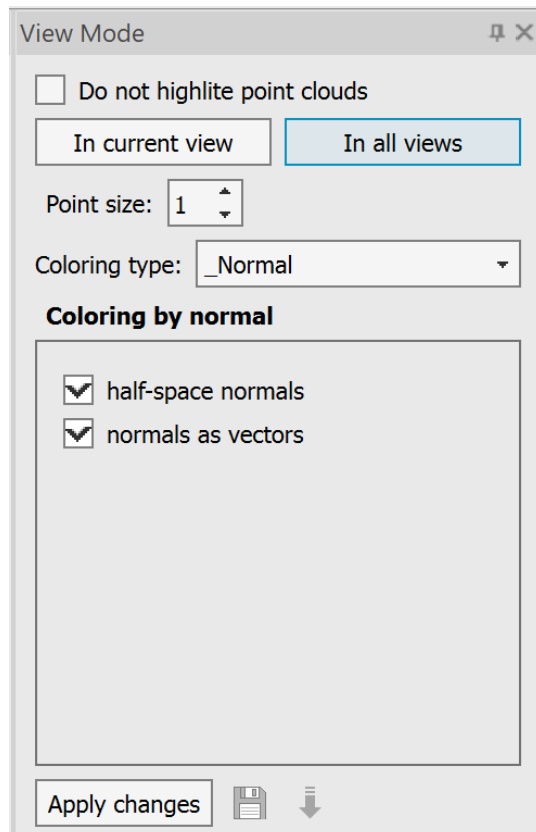 View Mode
Do not highlite point clouds
In current view In all views
Point size: 1
Coloring type: _Normal
Coloring by normal
half-space normals
normals as vectors
Apply changes